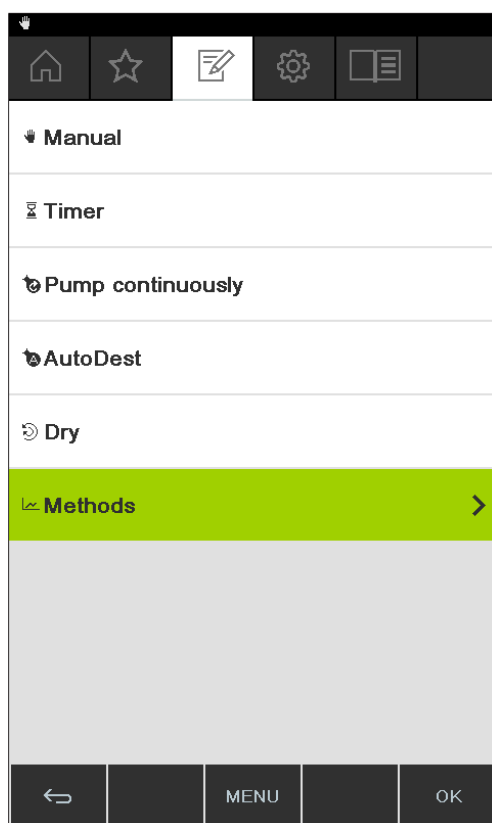 Manual
Timer
Pump continuously
AutoDest
Dry
Methods
MENU
OK